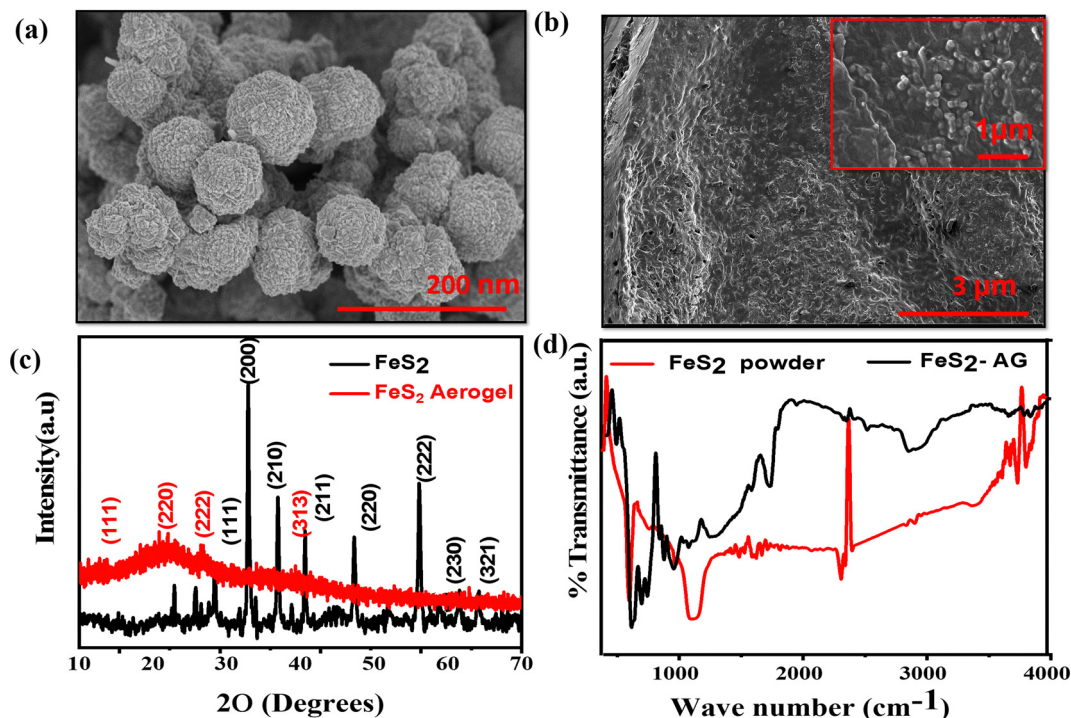 (a)
200 nm
(b)
1µm
3 µm
(c)
Intensity(a.u)
FeS₂
FeS₂ Aerogel
(111)
(220)
(222)
(111)
(200)
(210)
(313)
(211)
(220)
(222)
(230)
(321)
10 20 30 40 50 60 70
2O (Degrees)
(d)
% Transmittance (a.u.)
FeS2 powder
FeS₂- AG
1000 2000 3000 4000
Wave number (cm⁻¹)